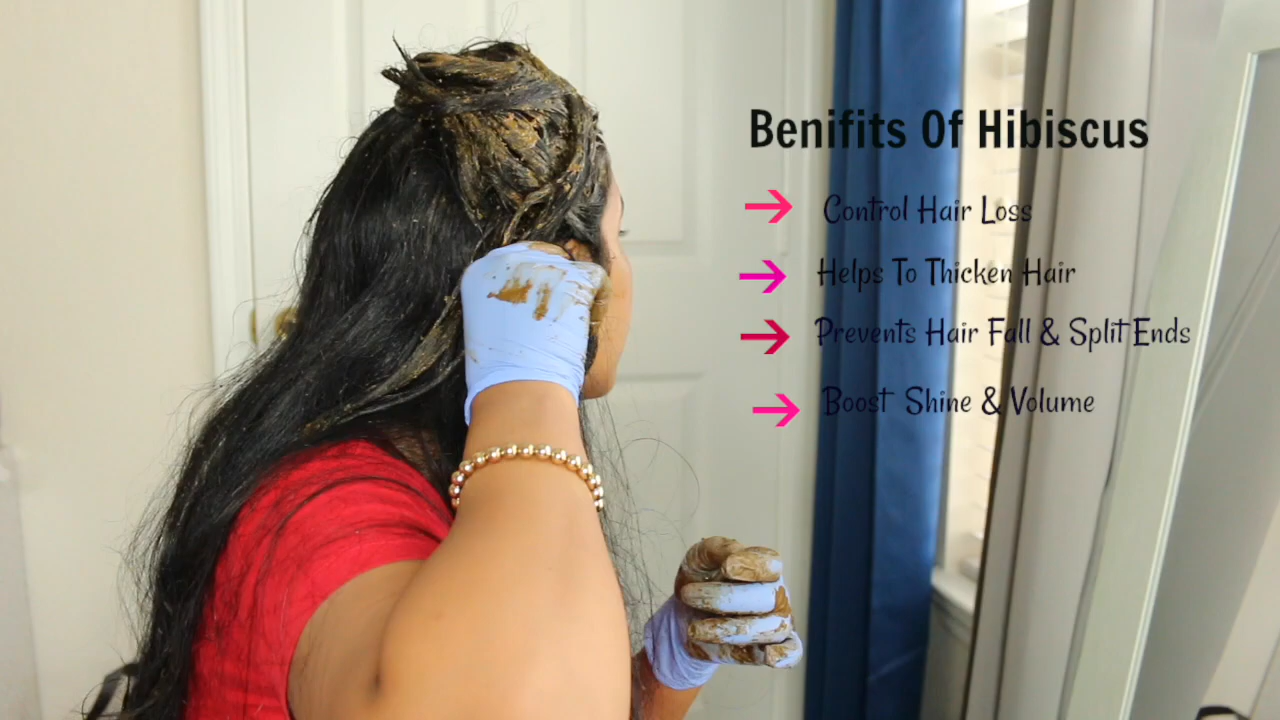 Benifits Of Hibiscus
Control Hair Loss
Helps To Thicken Hair
Prevents Hair Fall & Split Ends
Boost Shine & Volume